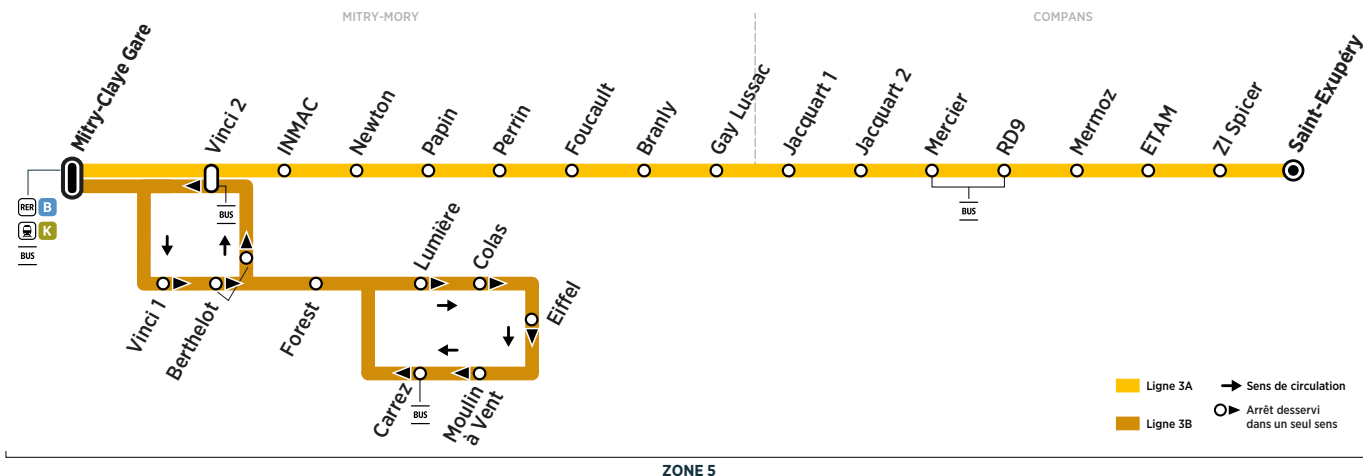 MITRY-MORY
COMPANS
Mitry-Claye Gare
Vinci 2
INMAC
Newton
Papin
Perrin
Foucault
Branly
Gay Lussac
Jacquart 1
Jacquart 2
Mercier
RD9
Mermoz
ETAM
ZI Spicer
Saint-Exupéry
RER B
K
BUS
BUS
BUS
Lumière
Colas
Eiffel
Vinci 1
Berthelot
Forest
Carrez
BUS
Moulin
à Vent
Ligne 3A
Sens de circulation
Ligne 3B
Arrêt desservi
dans un seul sens
ZONE 5